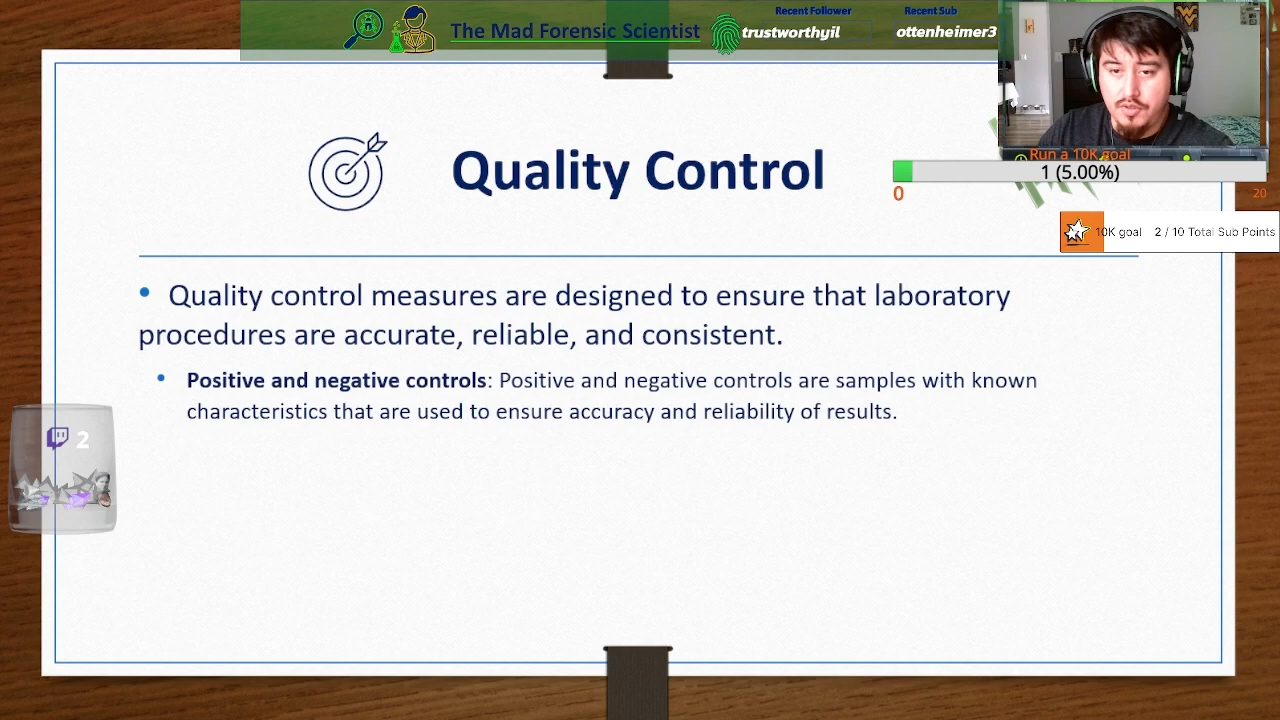 The Mad Forensic Scientist
Recent Follower
trustworthyil
Recent Sub
ottenheimer3
Run a 10K goal
1 (5.00%)
0
20
10K goal 2 / 10 Total Sub Points
Quality Control
• Quality control measures are designed to ensure that laboratory
procedures are accurate, reliable, and consistent.
• Positive and negative controls: Positive and negative controls are samples with known
characteristics that are used to ensure accuracy and reliability of results.
2